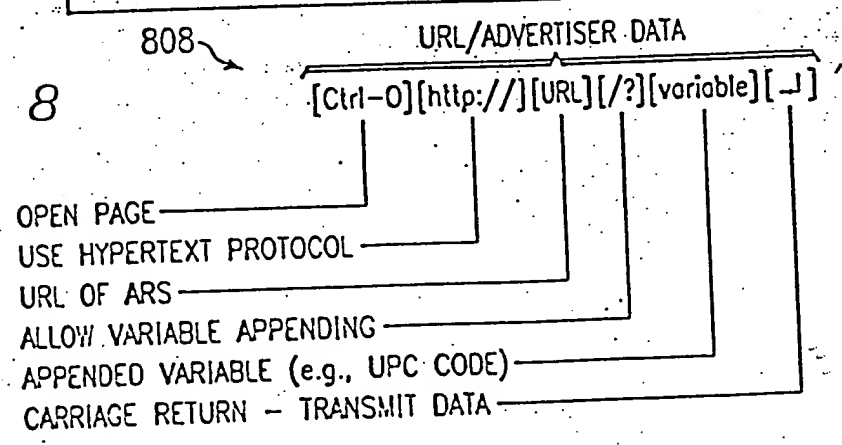 808
URL/ADVERTISER DATA
8
[Ctrl-O][http://][URL][/?][variable][⏎]
OPEN PAGE
USE HYPERTEXT PROTOCOL
URL OF ARS
ALLOW VARIABLE APPENDING
APPENDED VARIABLE (e.g., UPC CODE)
CARRIAGE RETURN - TRANSMIT DATA